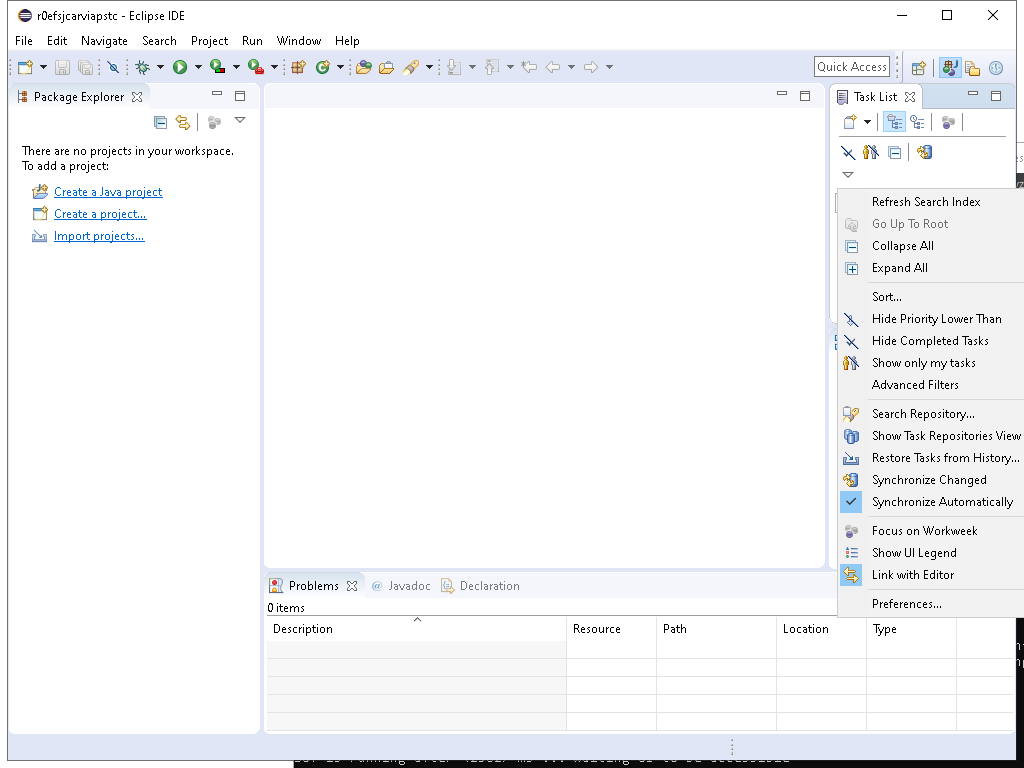 r0efsjcarviapstc - Eclipse IDE
File Edit Navigate Search Project Run Window Help
Quick Access
Package Explorer
Task List
There are no projects in your workspace.
To add a project:
Create a Java project
Create a project...
Import projects...
Refresh Search Index
Go Up To Root
Collapse All
Expand All
Sort...
Hide Priority Lower Than
Hide Completed Tasks
Show only my tasks
Advanced Filters
Search Repository...
Show Task Repositories View
Restore Tasks from History...
Synchronize Changed
Synchronize Automatically
Focus on Workweek
Show UI Legend
Link with Editor
Preferences...
Problems @ Javadoc Declaration
0 items
Description Resource Path Location Type